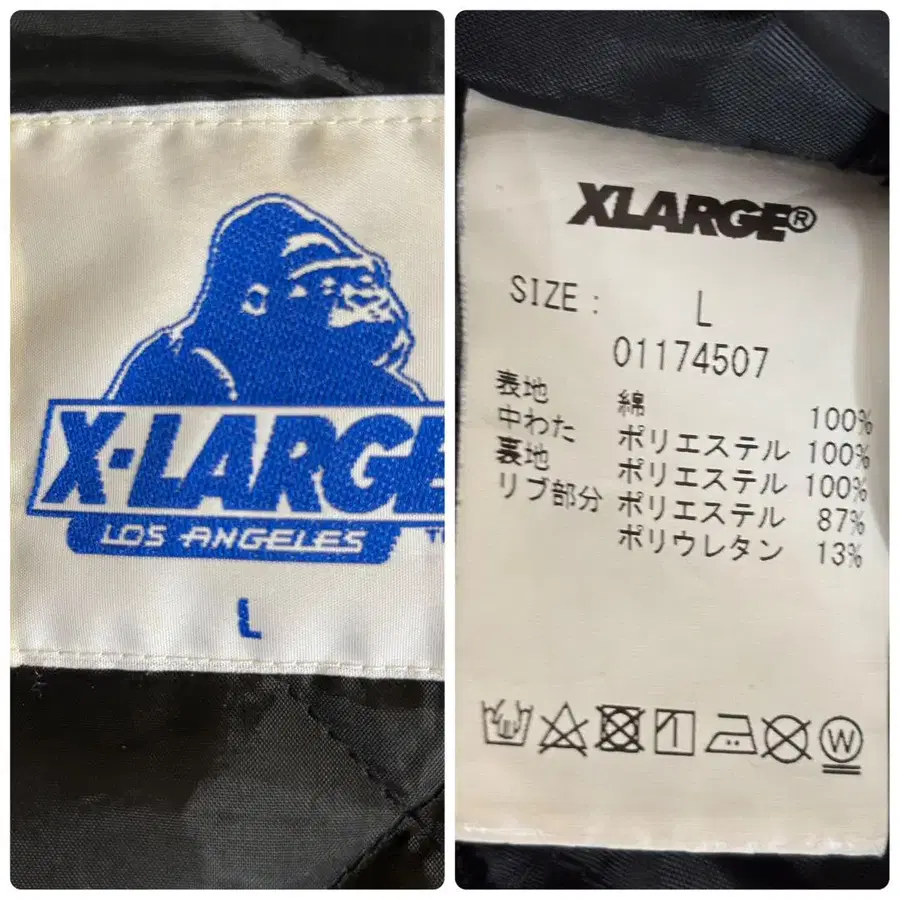 X-LARGE
LOS ANGELES
L
XLARGE®
SIZE : L
01174507
表地 綿 100%
中わた ポリエステル 100%
裏地 ポリエステル 100%
リブ部分 ポリエステル 87%
ポリウレタン 13%
W